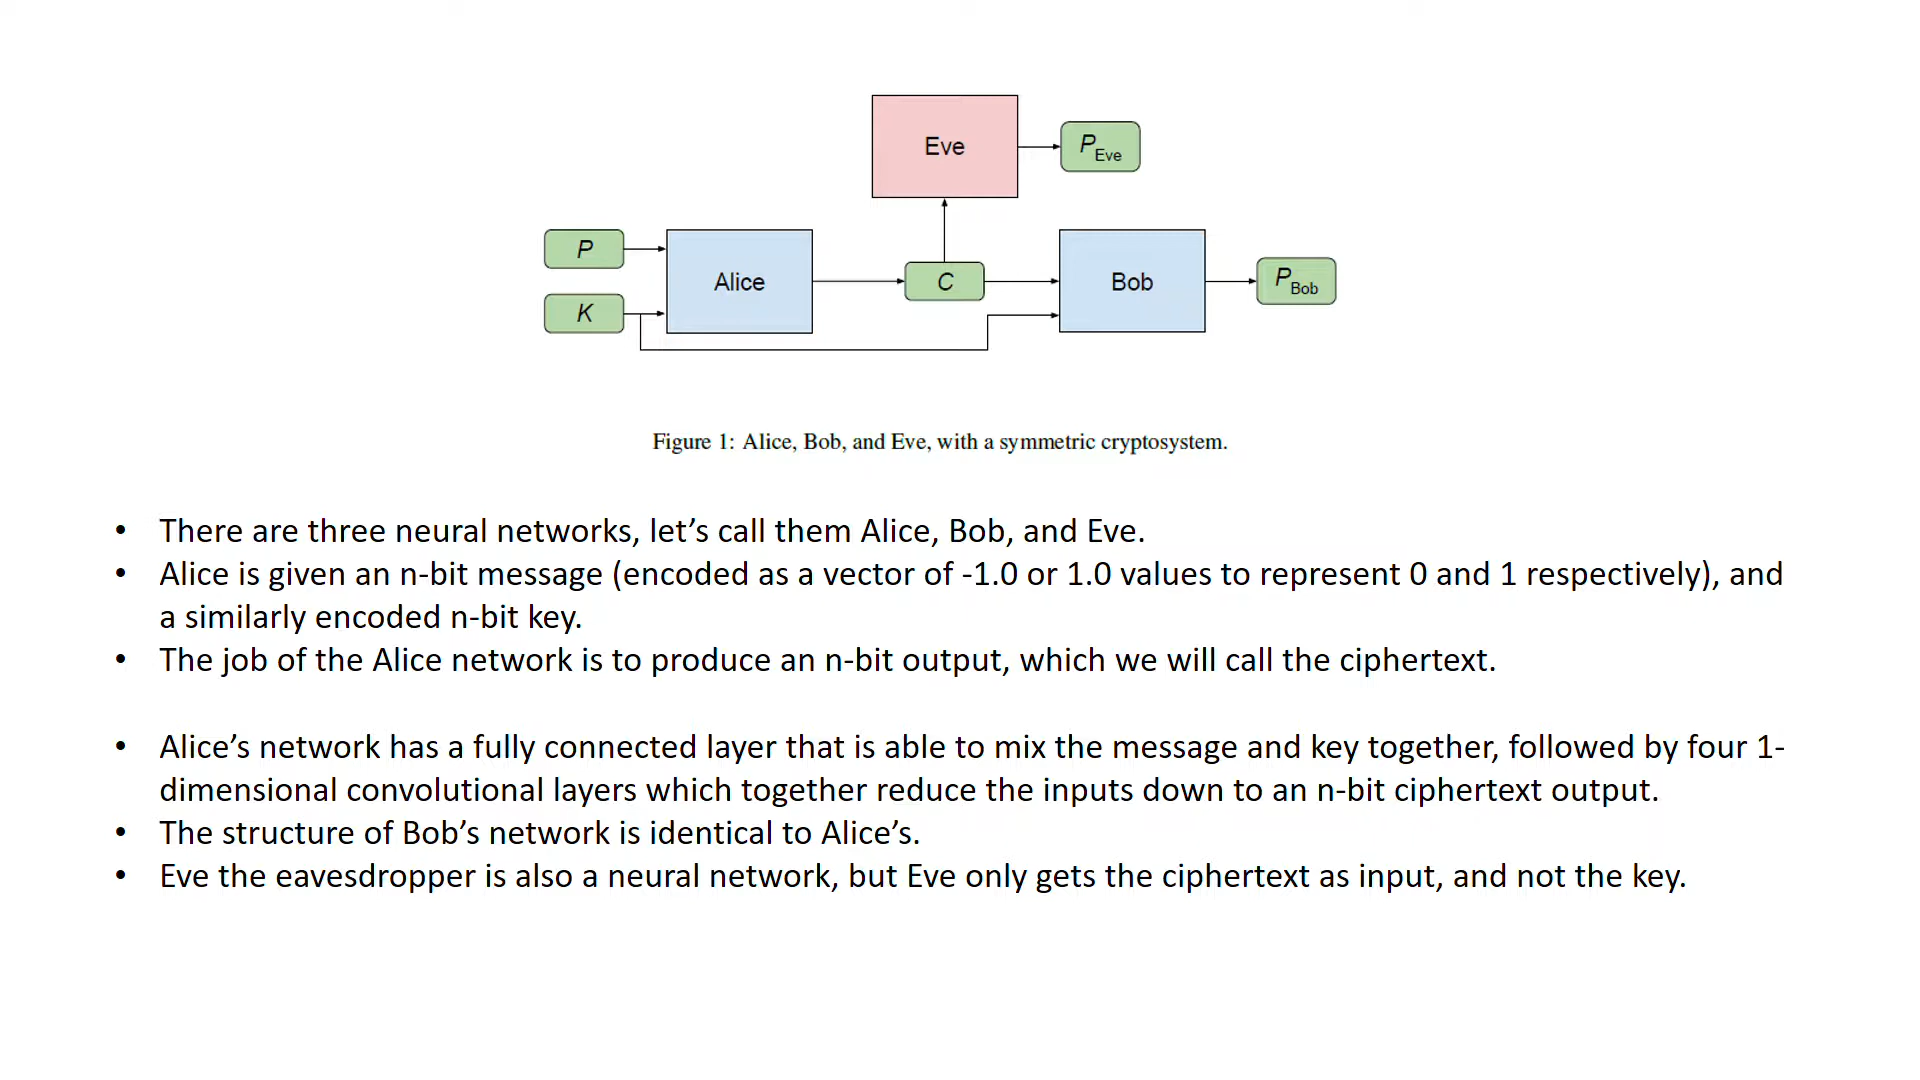 Eve
P Eve
P
Alice
C
Bob
P Bob
K
Figure 1: Alice, Bob, and Eve, with a symmetric cryptosystem.
• There are three neural networks, let’s call them Alice, Bob, and Eve.
• Alice is given an n-bit message (encoded as a vector of -1.0 or 1.0 values to represent 0 and 1 respectively), and
a similarly encoded n-bit key.
• The job of the Alice network is to produce an n-bit output, which we will call the ciphertext.
• Alice’s network has a fully connected layer that is able to mix the message and key together, followed by four 1-
dimensional convolutional layers which together reduce the inputs down to an n-bit ciphertext output.
• The structure of Bob’s network is identical to Alice’s.
• Eve the eavesdropper is also a neural network, but Eve only gets the ciphertext as input, and not the key.